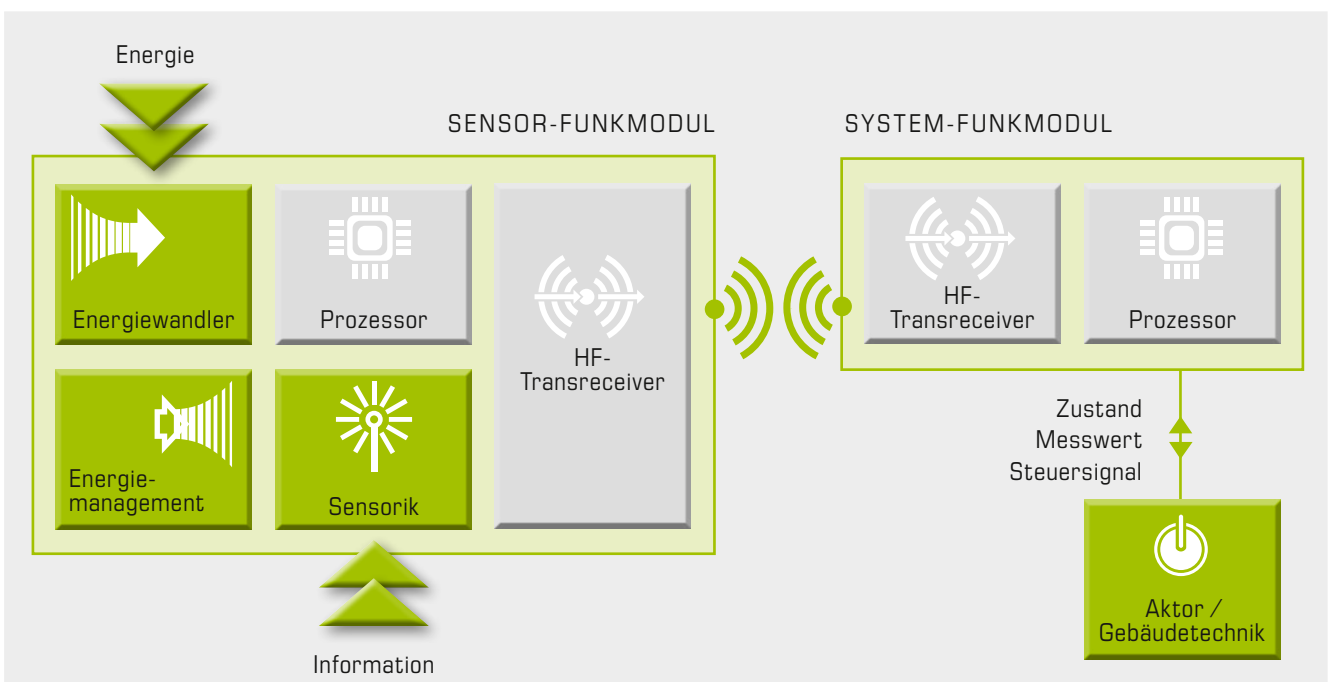 Energie
SENSOR-FUNKMODUL
SYSTEM-FUNKMODUL
Energiewandler
Prozessor
HF-
Transreceiver
Energie-
management
Sensorik
Information
HF-
Transreceiver
Prozessor
Zustand
Messwert
Steuersignal
Aktor /
Gebäudetechnik